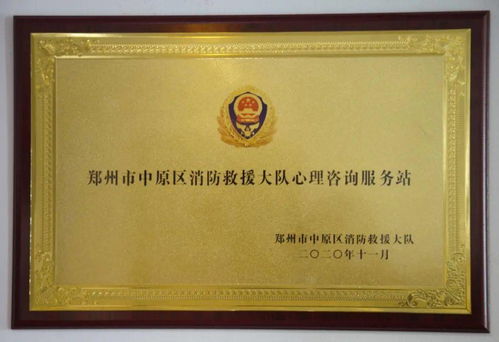 郑州市中原区消防救援大队心理咨询服务站
郑州市中原区消防救援大队
二〇二〇年十一月